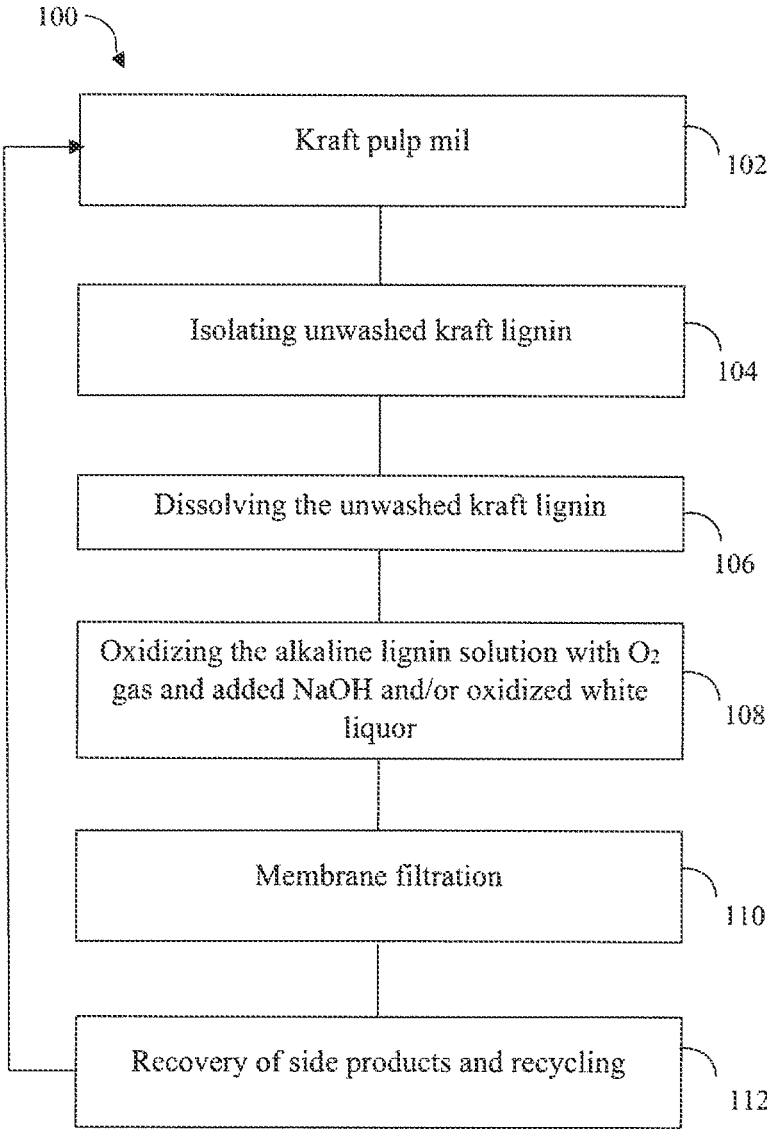 100
Kraft pulp mil
102
Isolating unwashed kraft lignin
104
Dissolving the unwashed kraft lignin
106
Oxidizing the alkaline lignin solution with O₂
gas and added NaOH and/or oxidized white
liquor
108
Membrane filtration
110
Recovery of side products and recycling
112